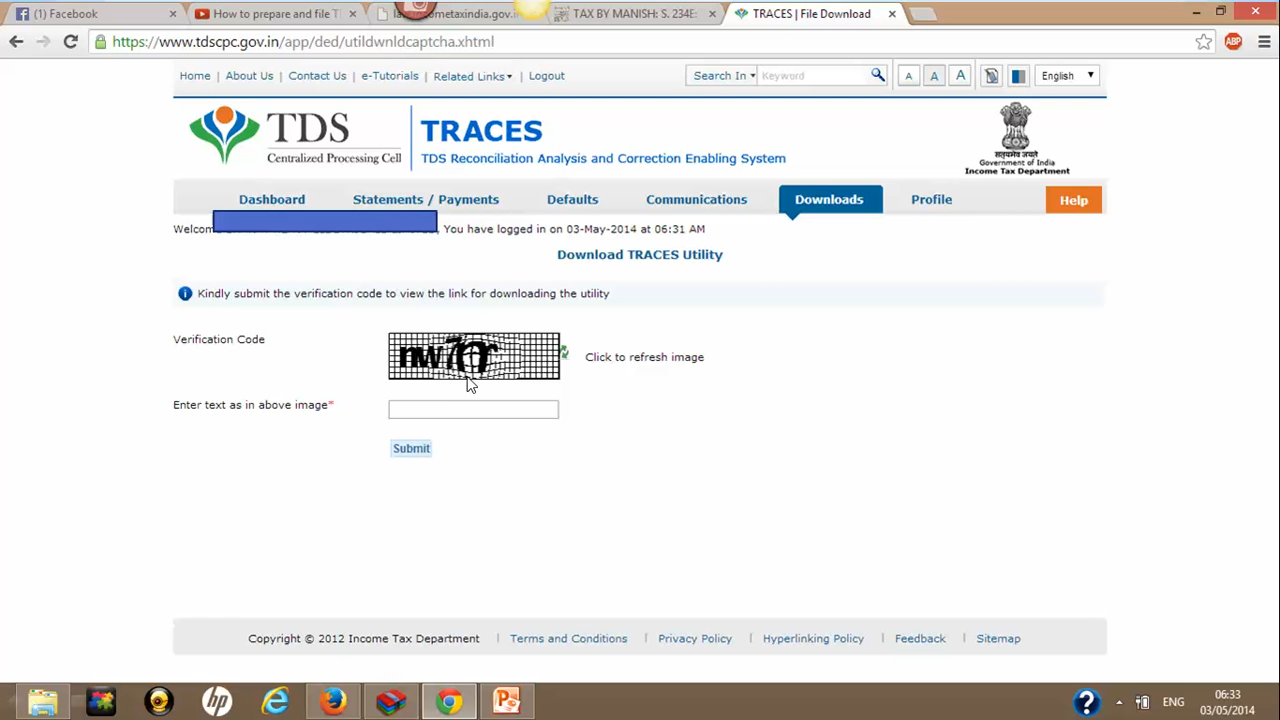 (1) Facebook
How to prepare and file T
TAX BY MANISH: S. 234E:
TRACES | File Download
https://www.tdscpc.gov.in/app/ded/utildwnldcaptcha.xhtml
ABP
Home | About Us | Contact Us | e-Tutorials | Related Links | Logout
Search In Keyword A A A English
TDS TRACES
Centralized Processing Cell TDS Reconciliation Analysis and Correction Enabling System
सत्यमेव जयते
Government of India
Income Tax Department
Dashboard Statements / Payments Defaults Communications Downloads Profile Help
Welcome , You have logged in on 03-May-2014 at 06:31 AM
Download TRACES Utility
i Kindly submit the verification code to view the link for downloading the utility
Verification Code
Click to refresh image
Enter text as in above image*
Submit
Copyright © 2012 Income Tax Department | Terms and Conditions | Privacy Policy | Hyperlinking Policy | Feedback | Sitemap
hp ? ENG 06:33
03/05/2014